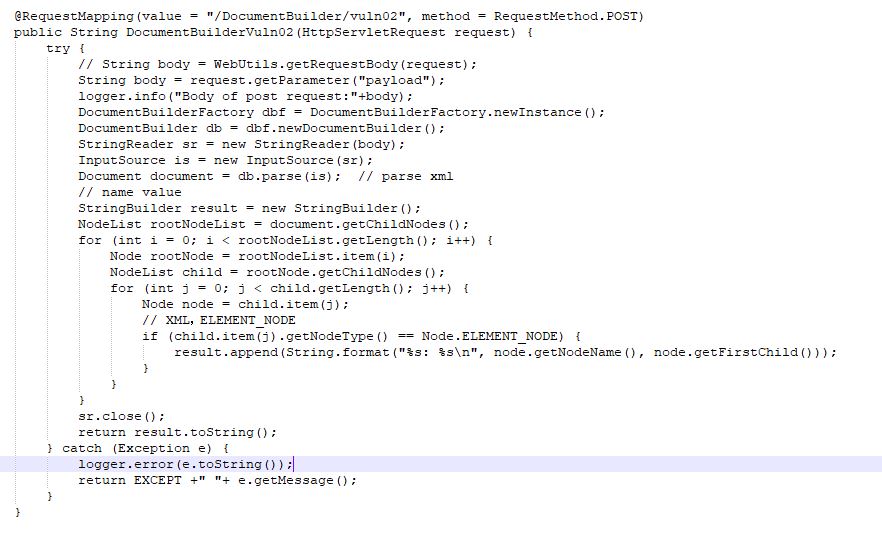 @RequestMapping(value = "/DocumentBuilder/vuln02", method = RequestMethod.POST)
public String DocumentBuilderVuln02(HttpServletRequest request) {
    try {
        // String body = WebUtils.getRequestBody(request);
        String body = request.getParameter("payload");
        logger.info("Body of post request:"+body);
        DocumentBuilderFactory dbf = DocumentBuilderFactory.newInstance();
        DocumentBuilder db = dbf.newDocumentBuilder();
        StringReader sr = new StringReader(body);
        InputSource is = new InputSource(sr);
        Document document = db.parse(is);  // parse xml
        // name value
        StringBuilder result = new StringBuilder();
        NodeList rootNodeList = document.getChildNodes();
        for (int i = 0; i < rootNodeList.getLength(); i++) {
            Node rootNode = rootNodeList.item(i);
            NodeList child = rootNode.getChildNodes();
            for (int j = 0; j < child.getLength(); j++) {
                Node node = child.item(j);
                // XML, ELEMENT_NODE
                if (child.item(j).getNodeType() == Node.ELEMENT_NODE) {
                    result.append(String.format("%s: %s\n", node.getNodeName(), node.getFirstChild()));
                }
            }
        }
        sr.close();
        return result.toString();
    } catch (Exception e) {
        logger.error(e.toString());
        return EXCEPT +" "+ e.getMessage();
    }
}